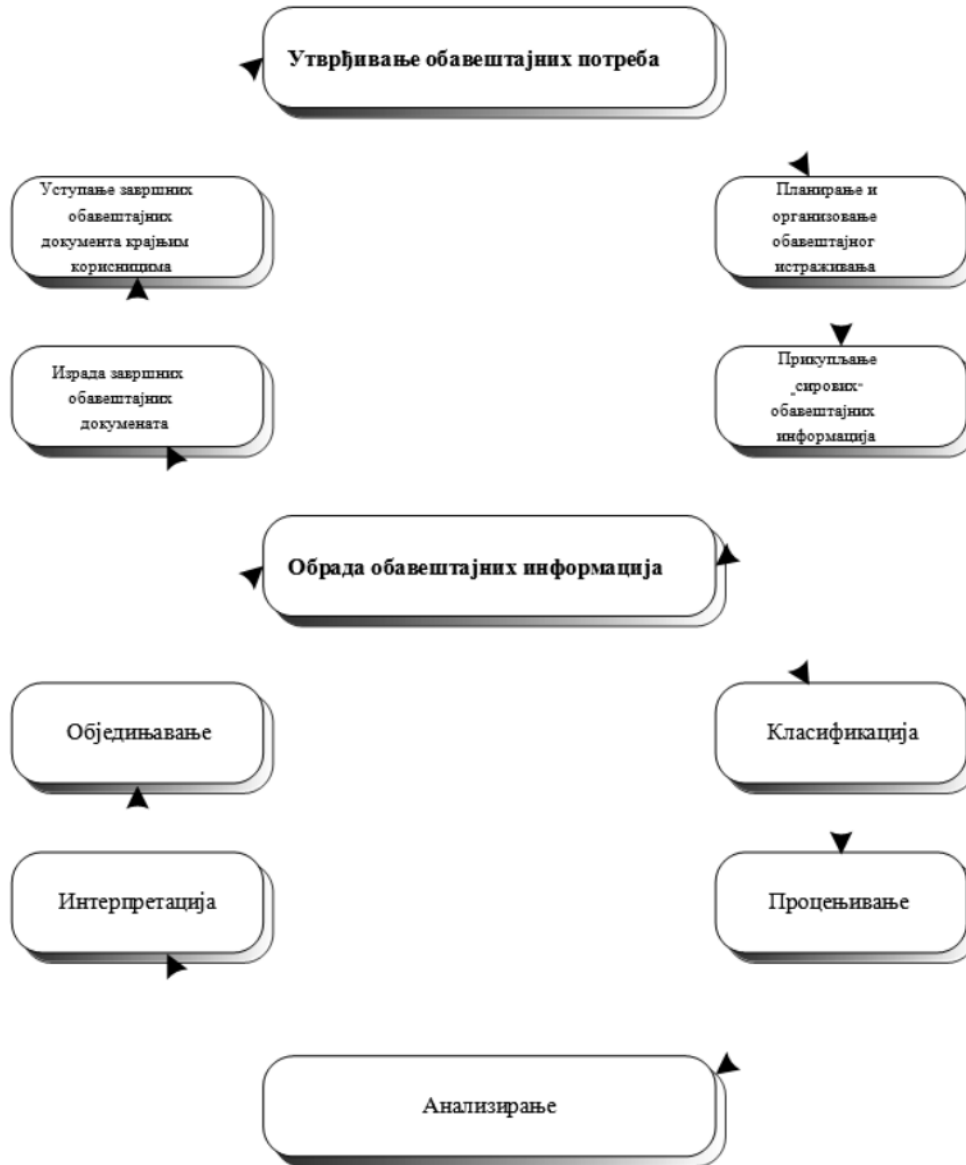 Утврђивање обавештајних потреба
Уступање завршних
обавештајних
документа крајњим
корисницима
Планирање и
организовање
обавештајног
истраживања
Израда завршних
обавештајних
докумената
Прикупљање
„сирових“
обавештајних
информација
Обрада обавештајних информација
Обједињавање
Класификација
Интерпретација
Процењивање
Анализирање